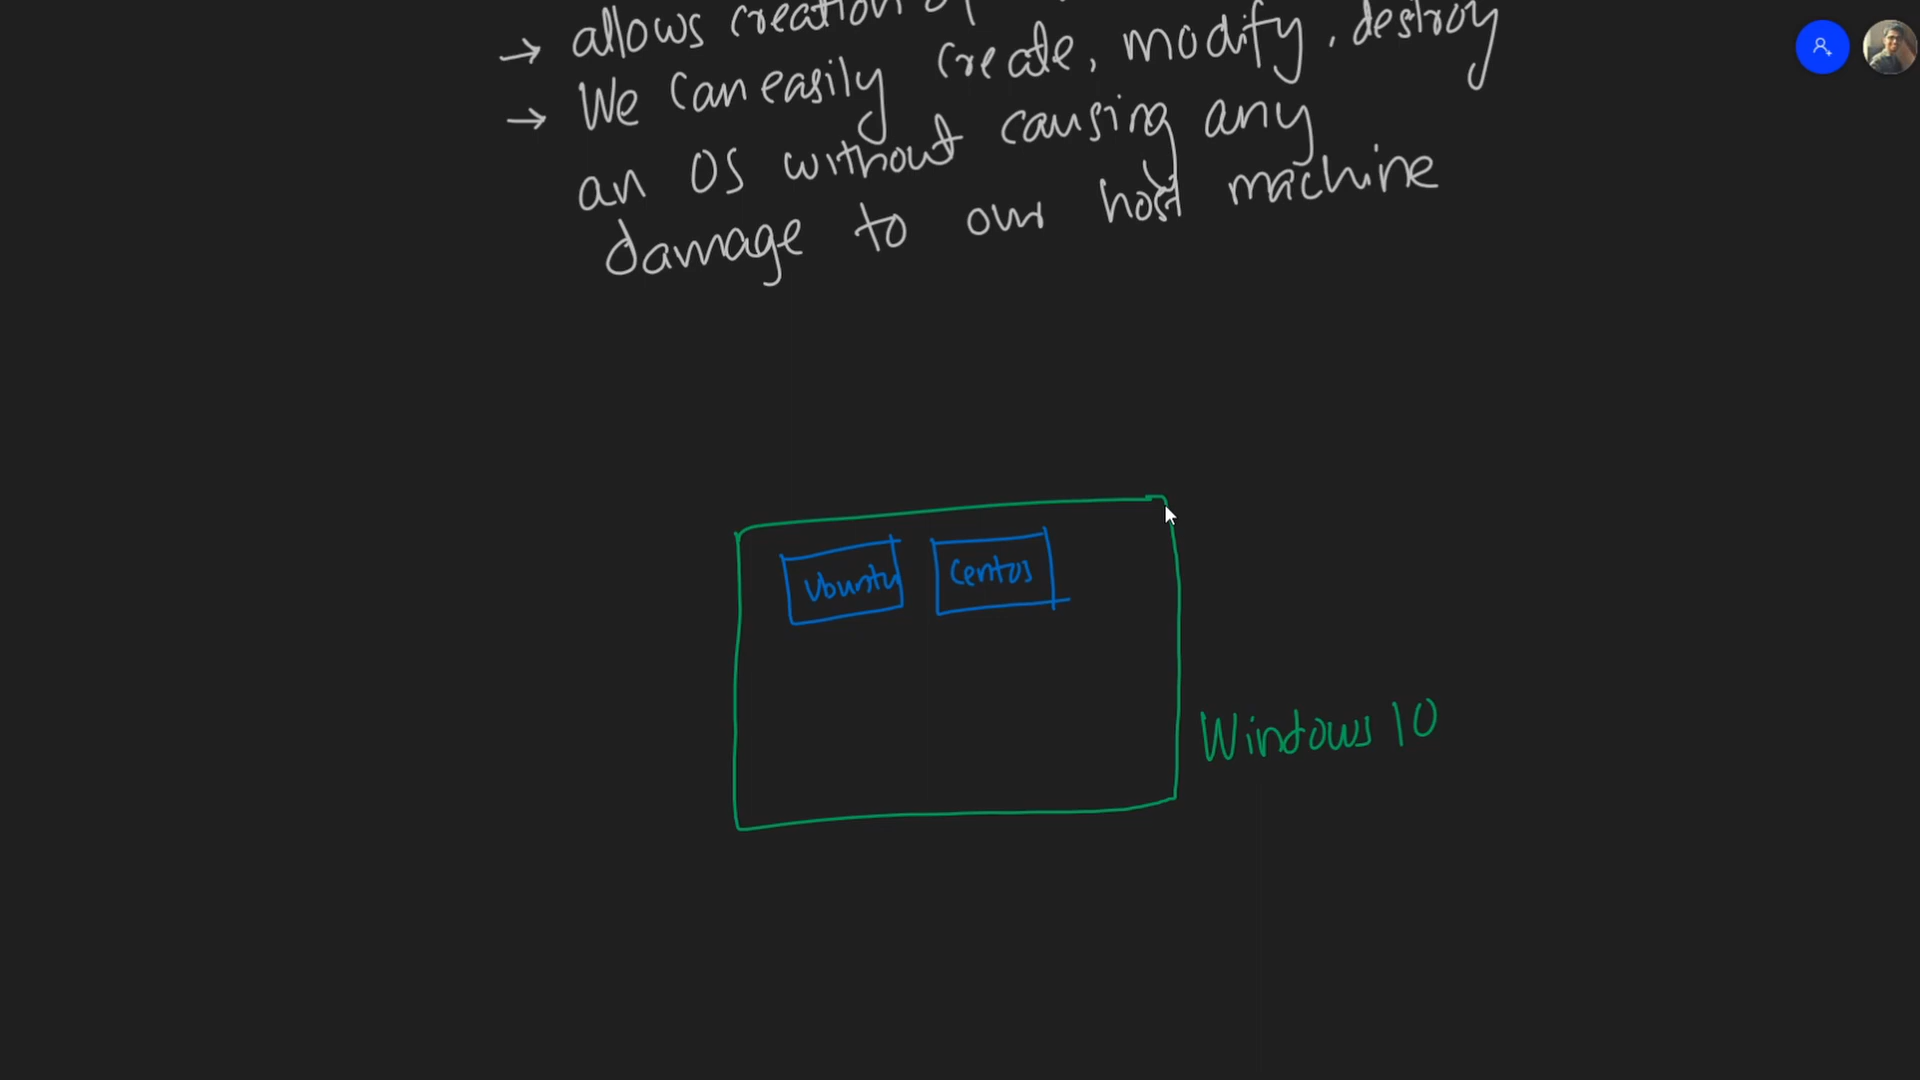 → allows creation
→ We can easily create, modify, destroy
an OS without causing any
damage to our host machine
Ubuntu
Centos
Windows 10